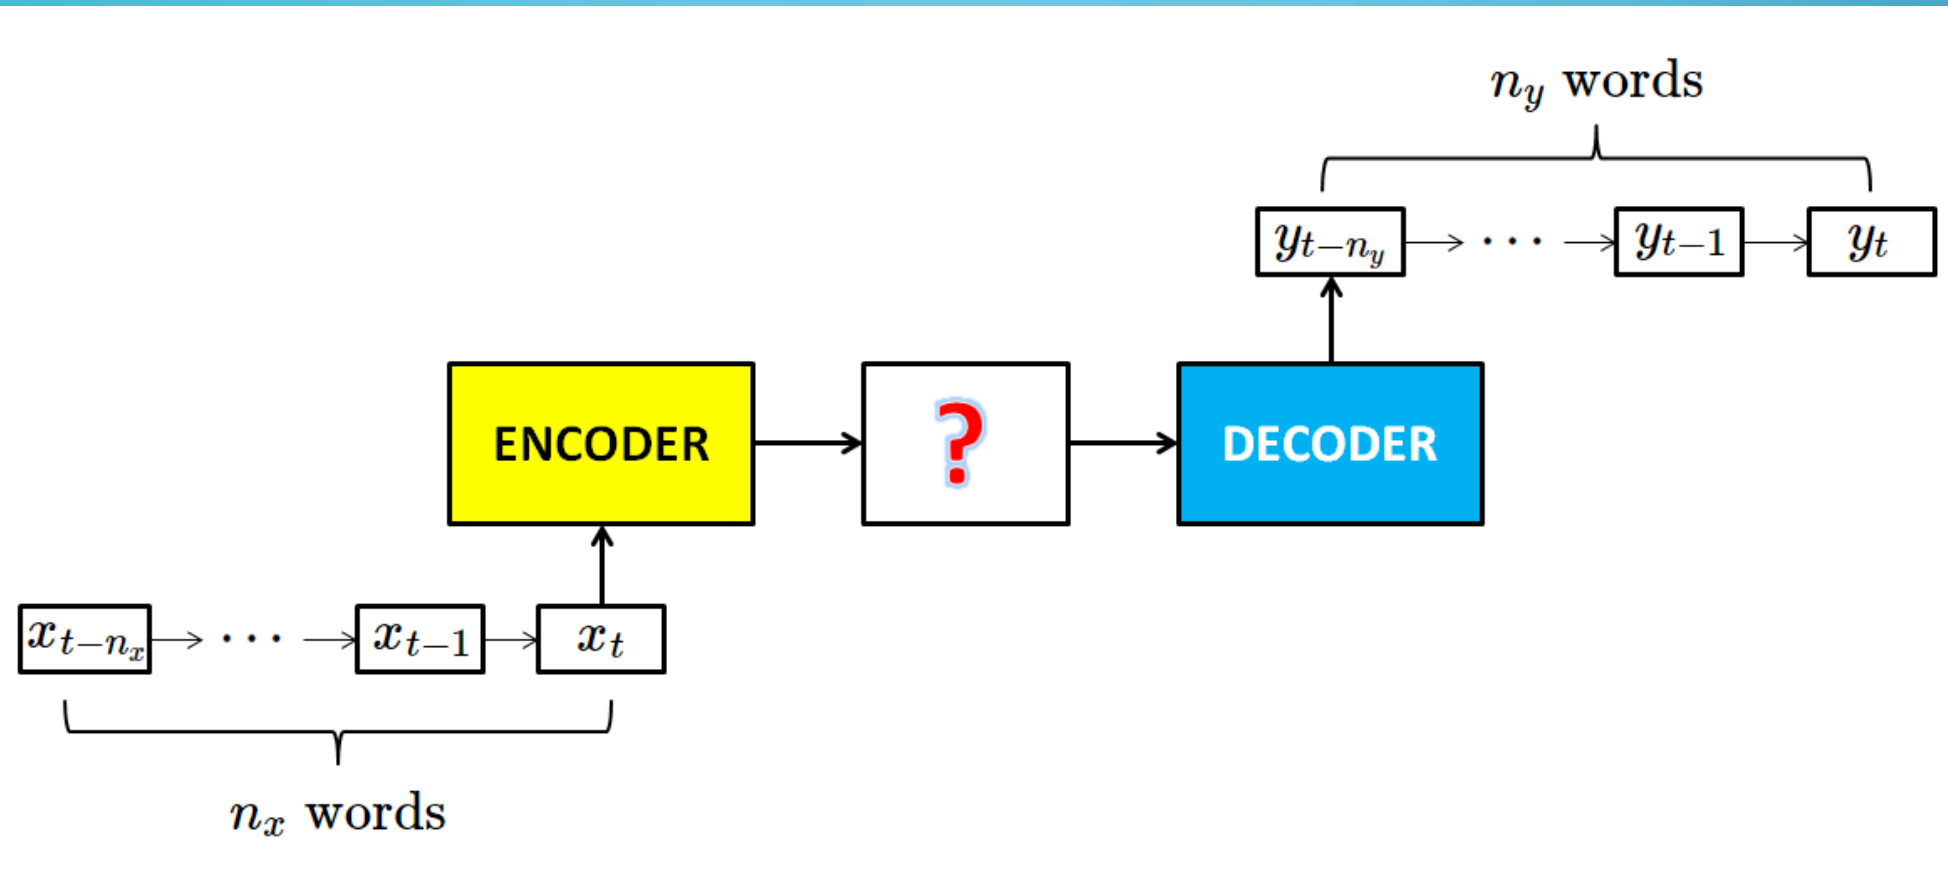 n_y words
y_{t-n_y} → ··· → y_{t-1} → y_t
ENCODER → ? → DECODER
x_{t-n_x} → ··· → x_{t-1} → x_t
n_x words